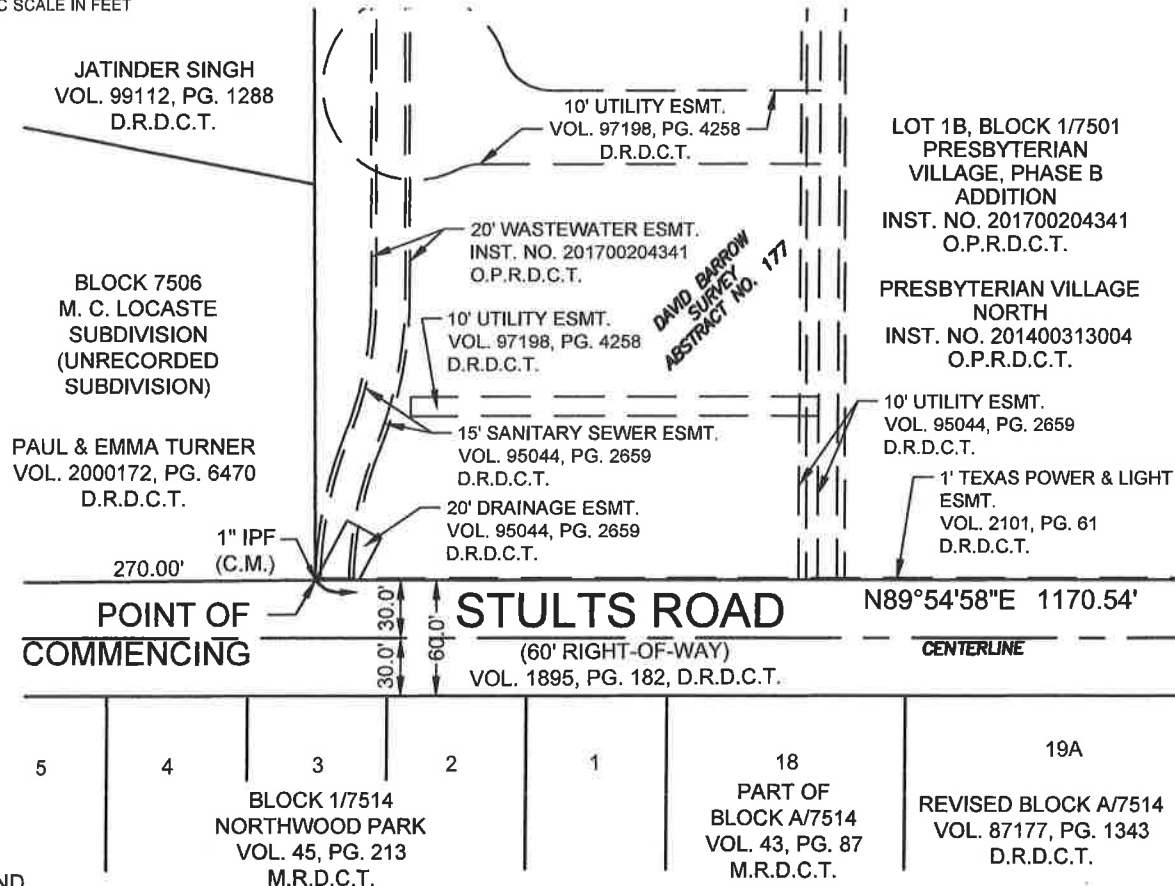 C SCALE IN FEET
JATINDER SINGH
VOL. 99112, PG. 1288
D.R.D.C.T.
10' UTILITY ESMT.
VOL. 97198, PG. 4258
D.R.D.C.T.
LOT 1B, BLOCK 1/7501
PRESBYTERIAN
VILLAGE, PHASE B
ADDITION
INST. NO. 201700204341
O.P.R.D.C.T.
20' WASTEWATER ESMT.
INST. NO. 201700204341
O.P.R.D.C.T.
DAVID BARROW
SURVEY
ABSTRACT NO. 177
BLOCK 7506
M. C. LOCASTE
SUBDIVISION
(UNRECORDED
SUBDIVISION)
PRESBYTERIAN VILLAGE
NORTH
INST. NO. 201400313004
O.P.R.D.C.T.
10' UTILITY ESMT.
VOL. 97198, PG. 4258
D.R.D.C.T.
10' UTILITY ESMT.
VOL. 95044, PG. 2659
D.R.D.C.T.
PAUL & EMMA TURNER
VOL. 2000172, PG. 6470
D.R.D.C.T.
15' SANITARY SEWER ESMT.
VOL. 95044, PG. 2659
D.R.D.C.T.
1' TEXAS POWER & LIGHT
ESMT.
VOL. 2101, PG. 61
D.R.D.C.T.
20' DRAINAGE ESMT.
VOL. 95044, PG. 2659
D.R.D.C.T.
1" IPF
(C.M.)
270.00'
POINT OF
COMMENCING
30.0'
30.0'
60.0'
STULTS ROAD
N89°54'58"E 1170.54'
(60' RIGHT-OF-WAY)
VOL. 1895, PG. 182, D.R.D.C.T.
CENTERLINE
5
4
3
2
1
18
19A
BLOCK 1/7514
NORTHWOOD PARK
VOL. 45, PG. 213
M.R.D.C.T.
PART OF
BLOCK A/7514
VOL. 43, PG. 87
M.R.D.C.T.
REVISED BLOCK A/7514
VOL. 87177, PG. 1343
D.R.D.C.T.